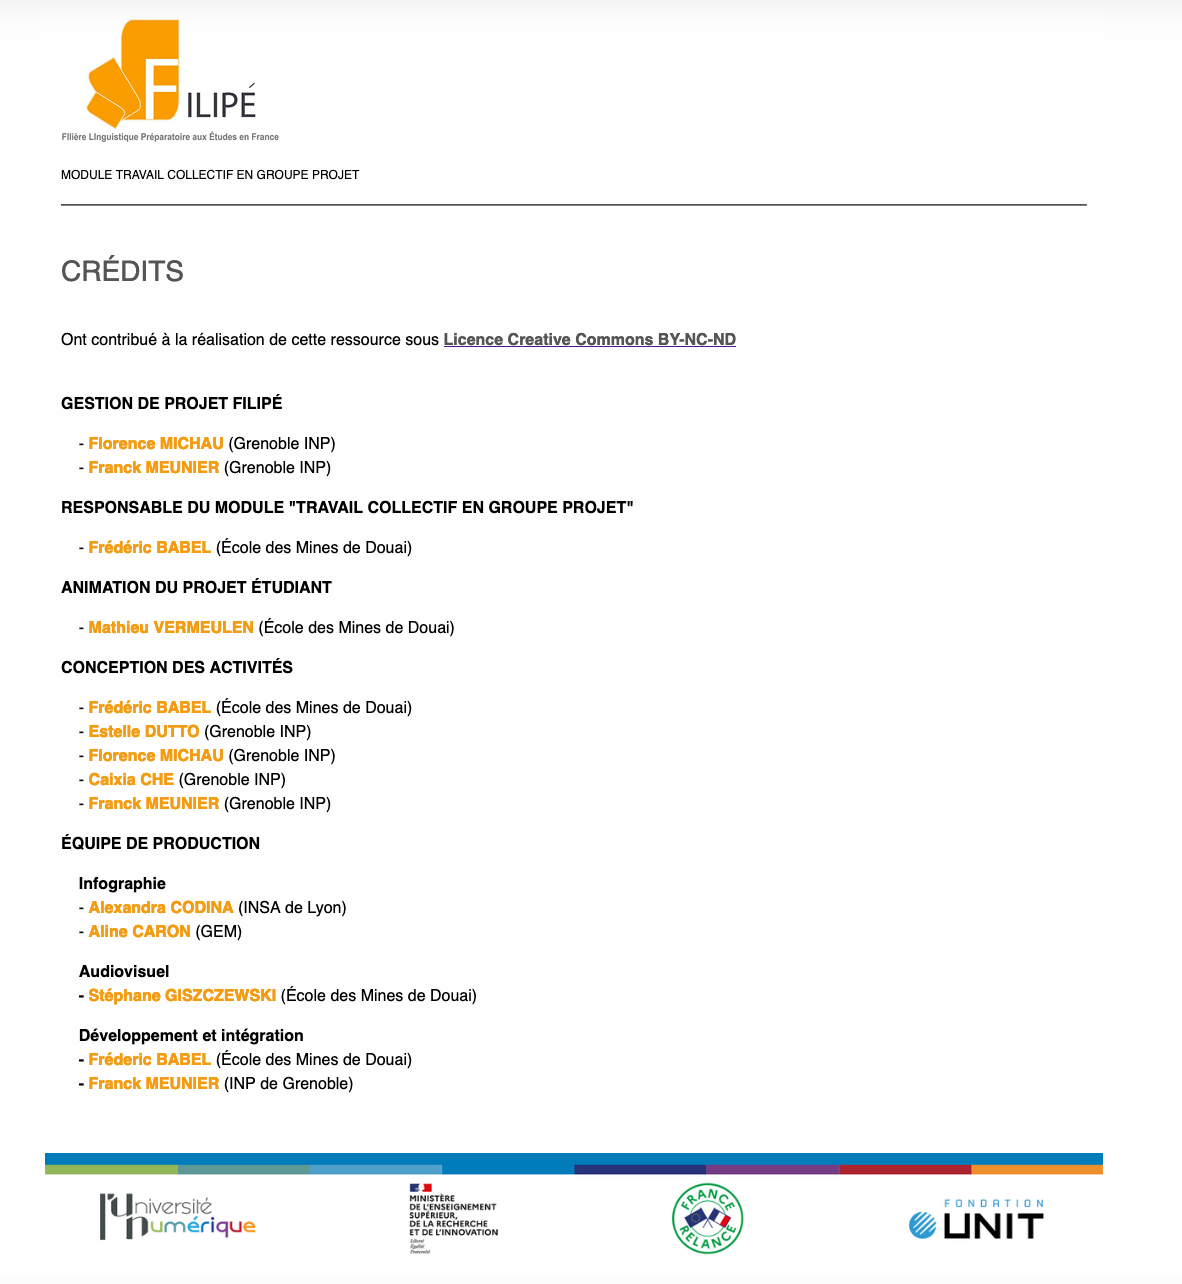 FILIPÉ
FIlière LInguistique Préparatoire aux Études en France
MODULE TRAVAIL COLLECTIF EN GROUPE PROJET
CRÉDITS
Ont contribué à la réalisation de cette ressource sous Licence Creative Commons BY-NC-ND
GESTION DE PROJET FILIPÉ
- Florence MICHAU (Grenoble INP)
- Franck MEUNIER (Grenoble INP)
RESPONSABLE DU MODULE "TRAVAIL COLLECTIF EN GROUPE PROJET"
- Frédéric BABEL (École des Mines de Douai)
ANIMATION DU PROJET ÉTUDIANT
- Mathieu VERMEULEN (École des Mines de Douai)
CONCEPTION DES ACTIVITÉS
- Frédéric BABEL (École des Mines de Douai)
- Estelle DUTTO (Grenoble INP)
- Florence MICHAU (Grenoble INP)
- Caixia CHE (Grenoble INP)
- Franck MEUNIER (Grenoble INP)
ÉQUIPE DE PRODUCTION
Infographie
- Alexandra CODINA (INSA de Lyon)
- Aline CARON (GEM)
Audiovisuel
- Stéphane GISZCZEWSKI (École des Mines de Douai)
Développement et intégration
- Fréderic BABEL (École des Mines de Douai)
- Franck MEUNIER (INP de Grenoble)
l'Université
Numérique
MINISTÈRE
DE L'ENSEIGNEMENT
SUPÉRIEUR,
DE LA RECHERCHE
ET DE L'INNOVATION
Liberté
Égalité
Fraternité
FRANCE
RELANCE
FONDATION
UNIT